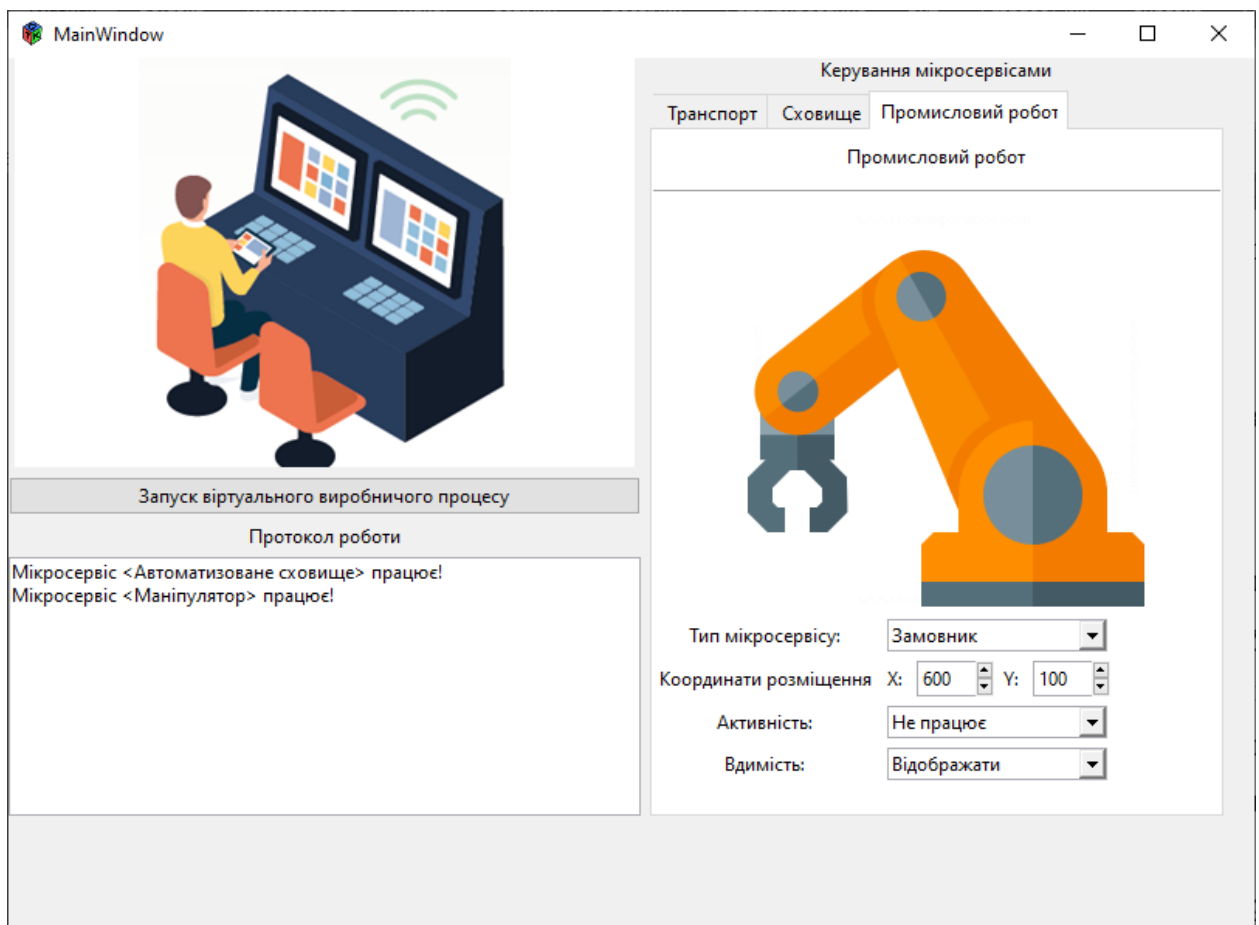 MainWindow
Запуск віртуального виробничого процесу
Протокол роботи
Мікросервіс <Автоматизоване сховище> працює!
Мікросервіс <Маніпулятор> працює!
Керування мікросервісами
Транспорт Сховище Промисловий робот
Промисловий робот
Тип мікросервісу: Замовник
Координати розміщення X: 600 Y: 100
Активність: Не працює
Вдимість: Відображати